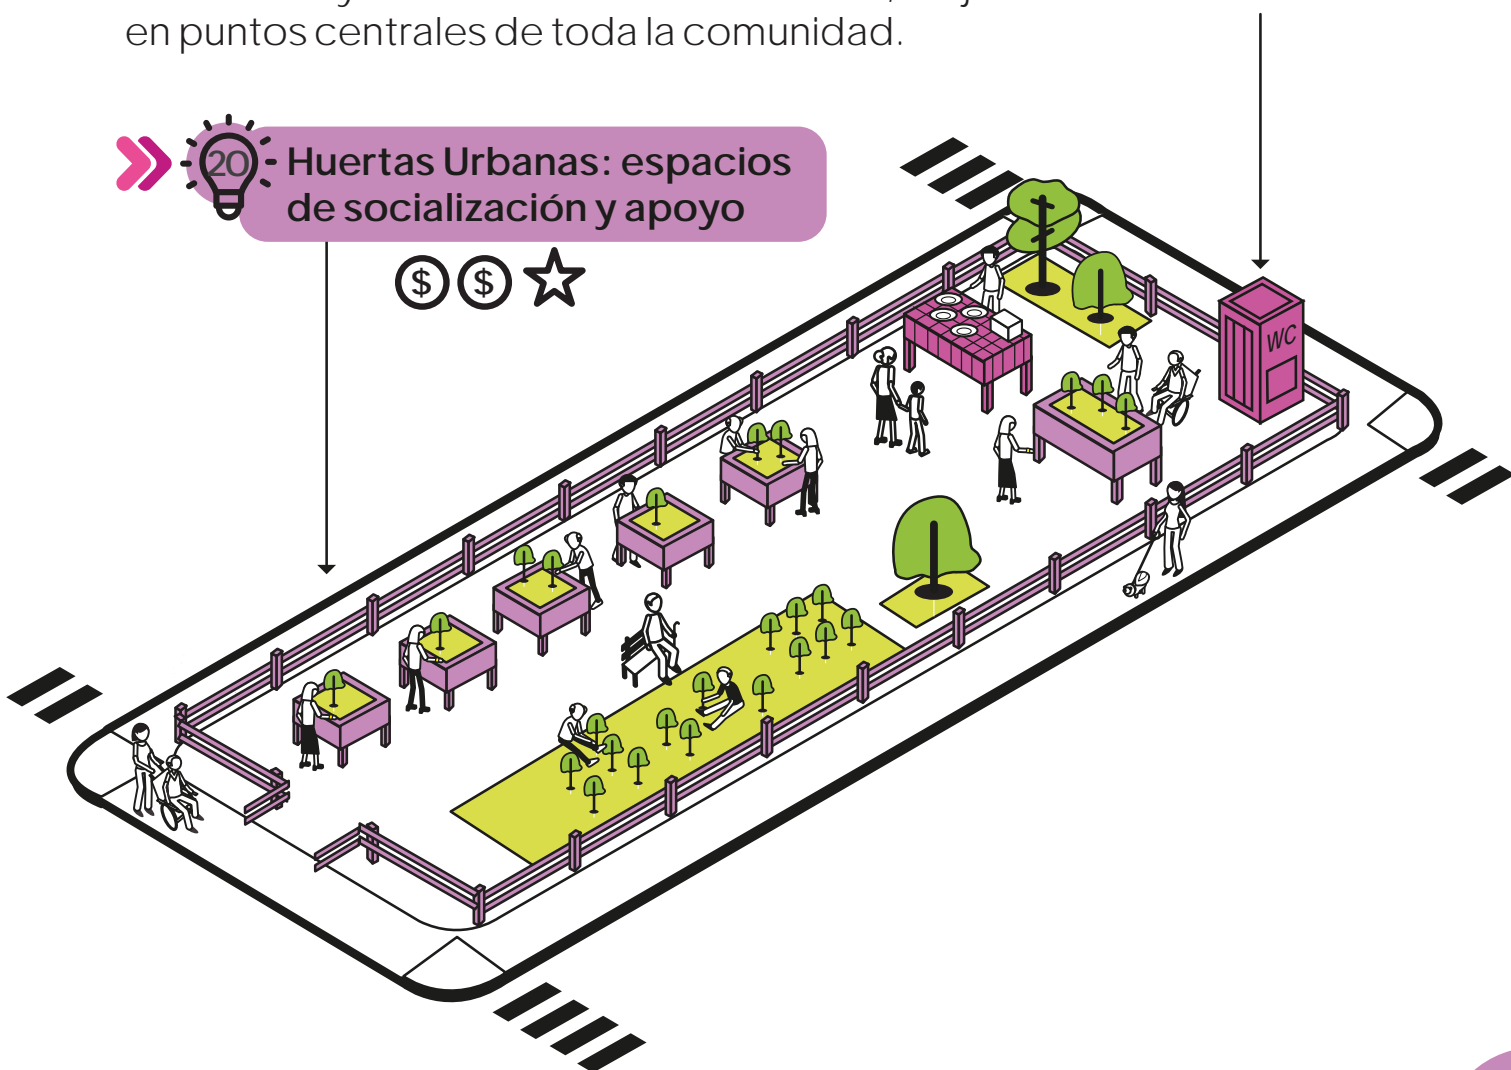 en puntos centrales de toda la comunidad.
20
Huertas Urbanas: espacios
de socialización y apoyo
$ $
WC